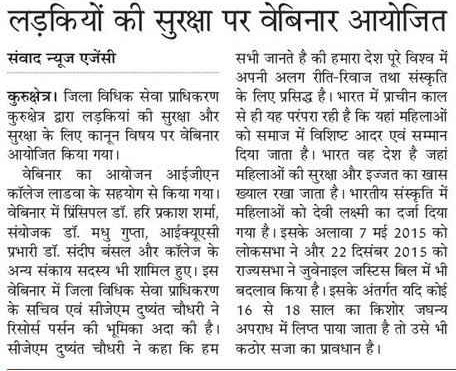 लड़कियों की सुरक्षा पर वेबिनार आयोजित
संवाद न्यूज एजेंसी
कुरुक्षेत्र। जिला विधिक सेवा प्राधिकरण
कुरुक्षेत्र द्वारा लड़कियों की सुरक्षा और
सुरक्षा के लिए कानून विषय पर वेबिनार
आयोजित किया गया।
वेबिनार का आयोजन आईजीएन
कॉलेज लाडवा के सहयोग से किया गया।
वेबिनार में प्रिंसिपल डॉ. हरि प्रकाश शर्मा,
संयोजक डॉ. मधु गुप्ता, आईक्यूएसी
प्रभारी डॉ. संदीप बंसल और कॉलेज के
अन्य संकाय सदस्य भी शामिल हुए। इस
वेबिनार में जिला विधिक सेवा प्राधिकरण
के सचिव एवं सीजेएम दुष्यंत चौधरी ने
रिसोर्स पर्सन की भूमिका अदा की है।
सीजेएम दुष्यंत चौधरी ने कहा कि हम
सभी जानते है की हमारा देश पूरे विश्व में
अपनी अलग रीति-रिवाज तथा संस्कृति
के लिए प्रसिद्ध है। भारत में प्राचीन काल
से ही यह परंपरा रही है कि यहां महिलाओं
को समाज में विशिष्ट आदर एवं सम्मान
दिया जाता है। भारत वह देश है जहां
महिलाओं की सुरक्षा और इज्जत का खास
ख्याल रखा जाता है। भारतीय संस्कृति में
महिलाओं को देवी लक्ष्मी का दर्जा दिया
गया है। इसके अलावा 7 मई 2015 को
लोकसभा ने और 22 दिसंबर 2015 को
राज्यसभा ने जुवेनाइल जस्टिस बिल में भी
बदलाव किया है। इसके अंतर्गत यदि कोई
16 से 18 साल का किशोर जघन्य
अपराध में लिप्त पाया जाता है तो उसे भी
कठोर सजा का प्रावधान है।